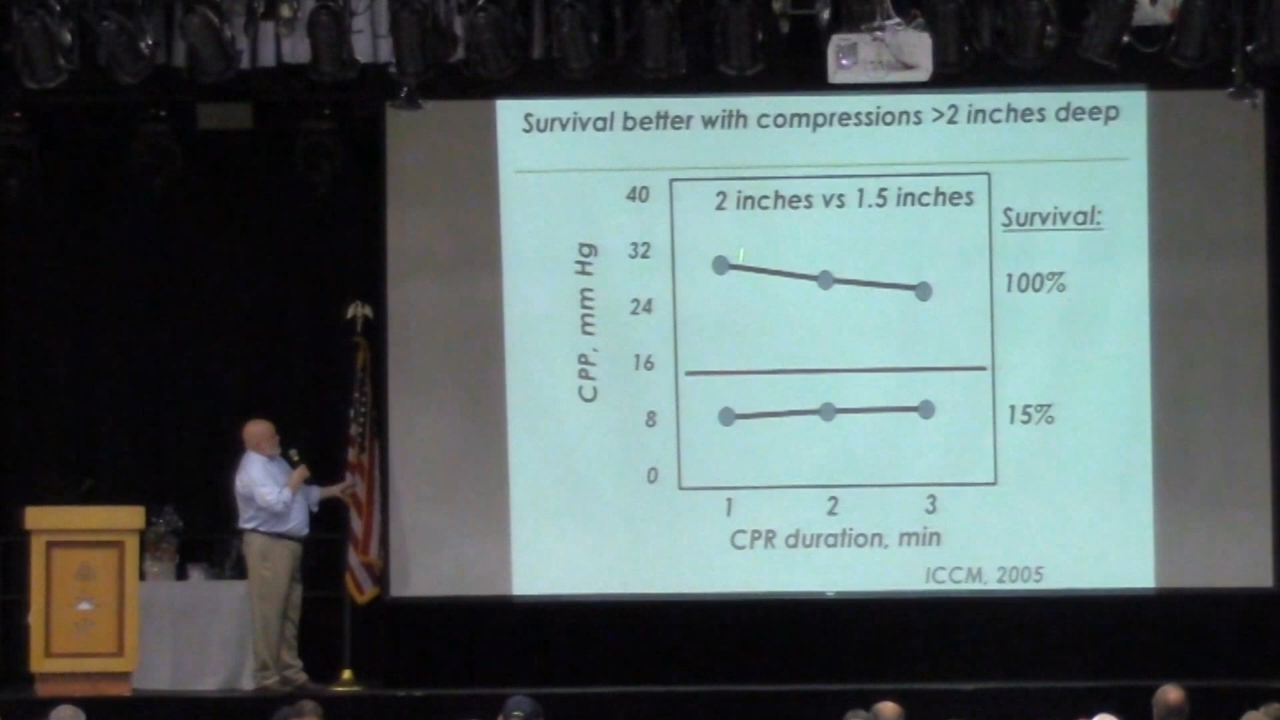 Survival better with compressions >2 inches deep
2 inches vs 1.5 inches
Survival:
100%
15%
CPP, mm Hg
40
32
24
16
8
0
1 2 3
CPR duration, min
ICCM, 2005